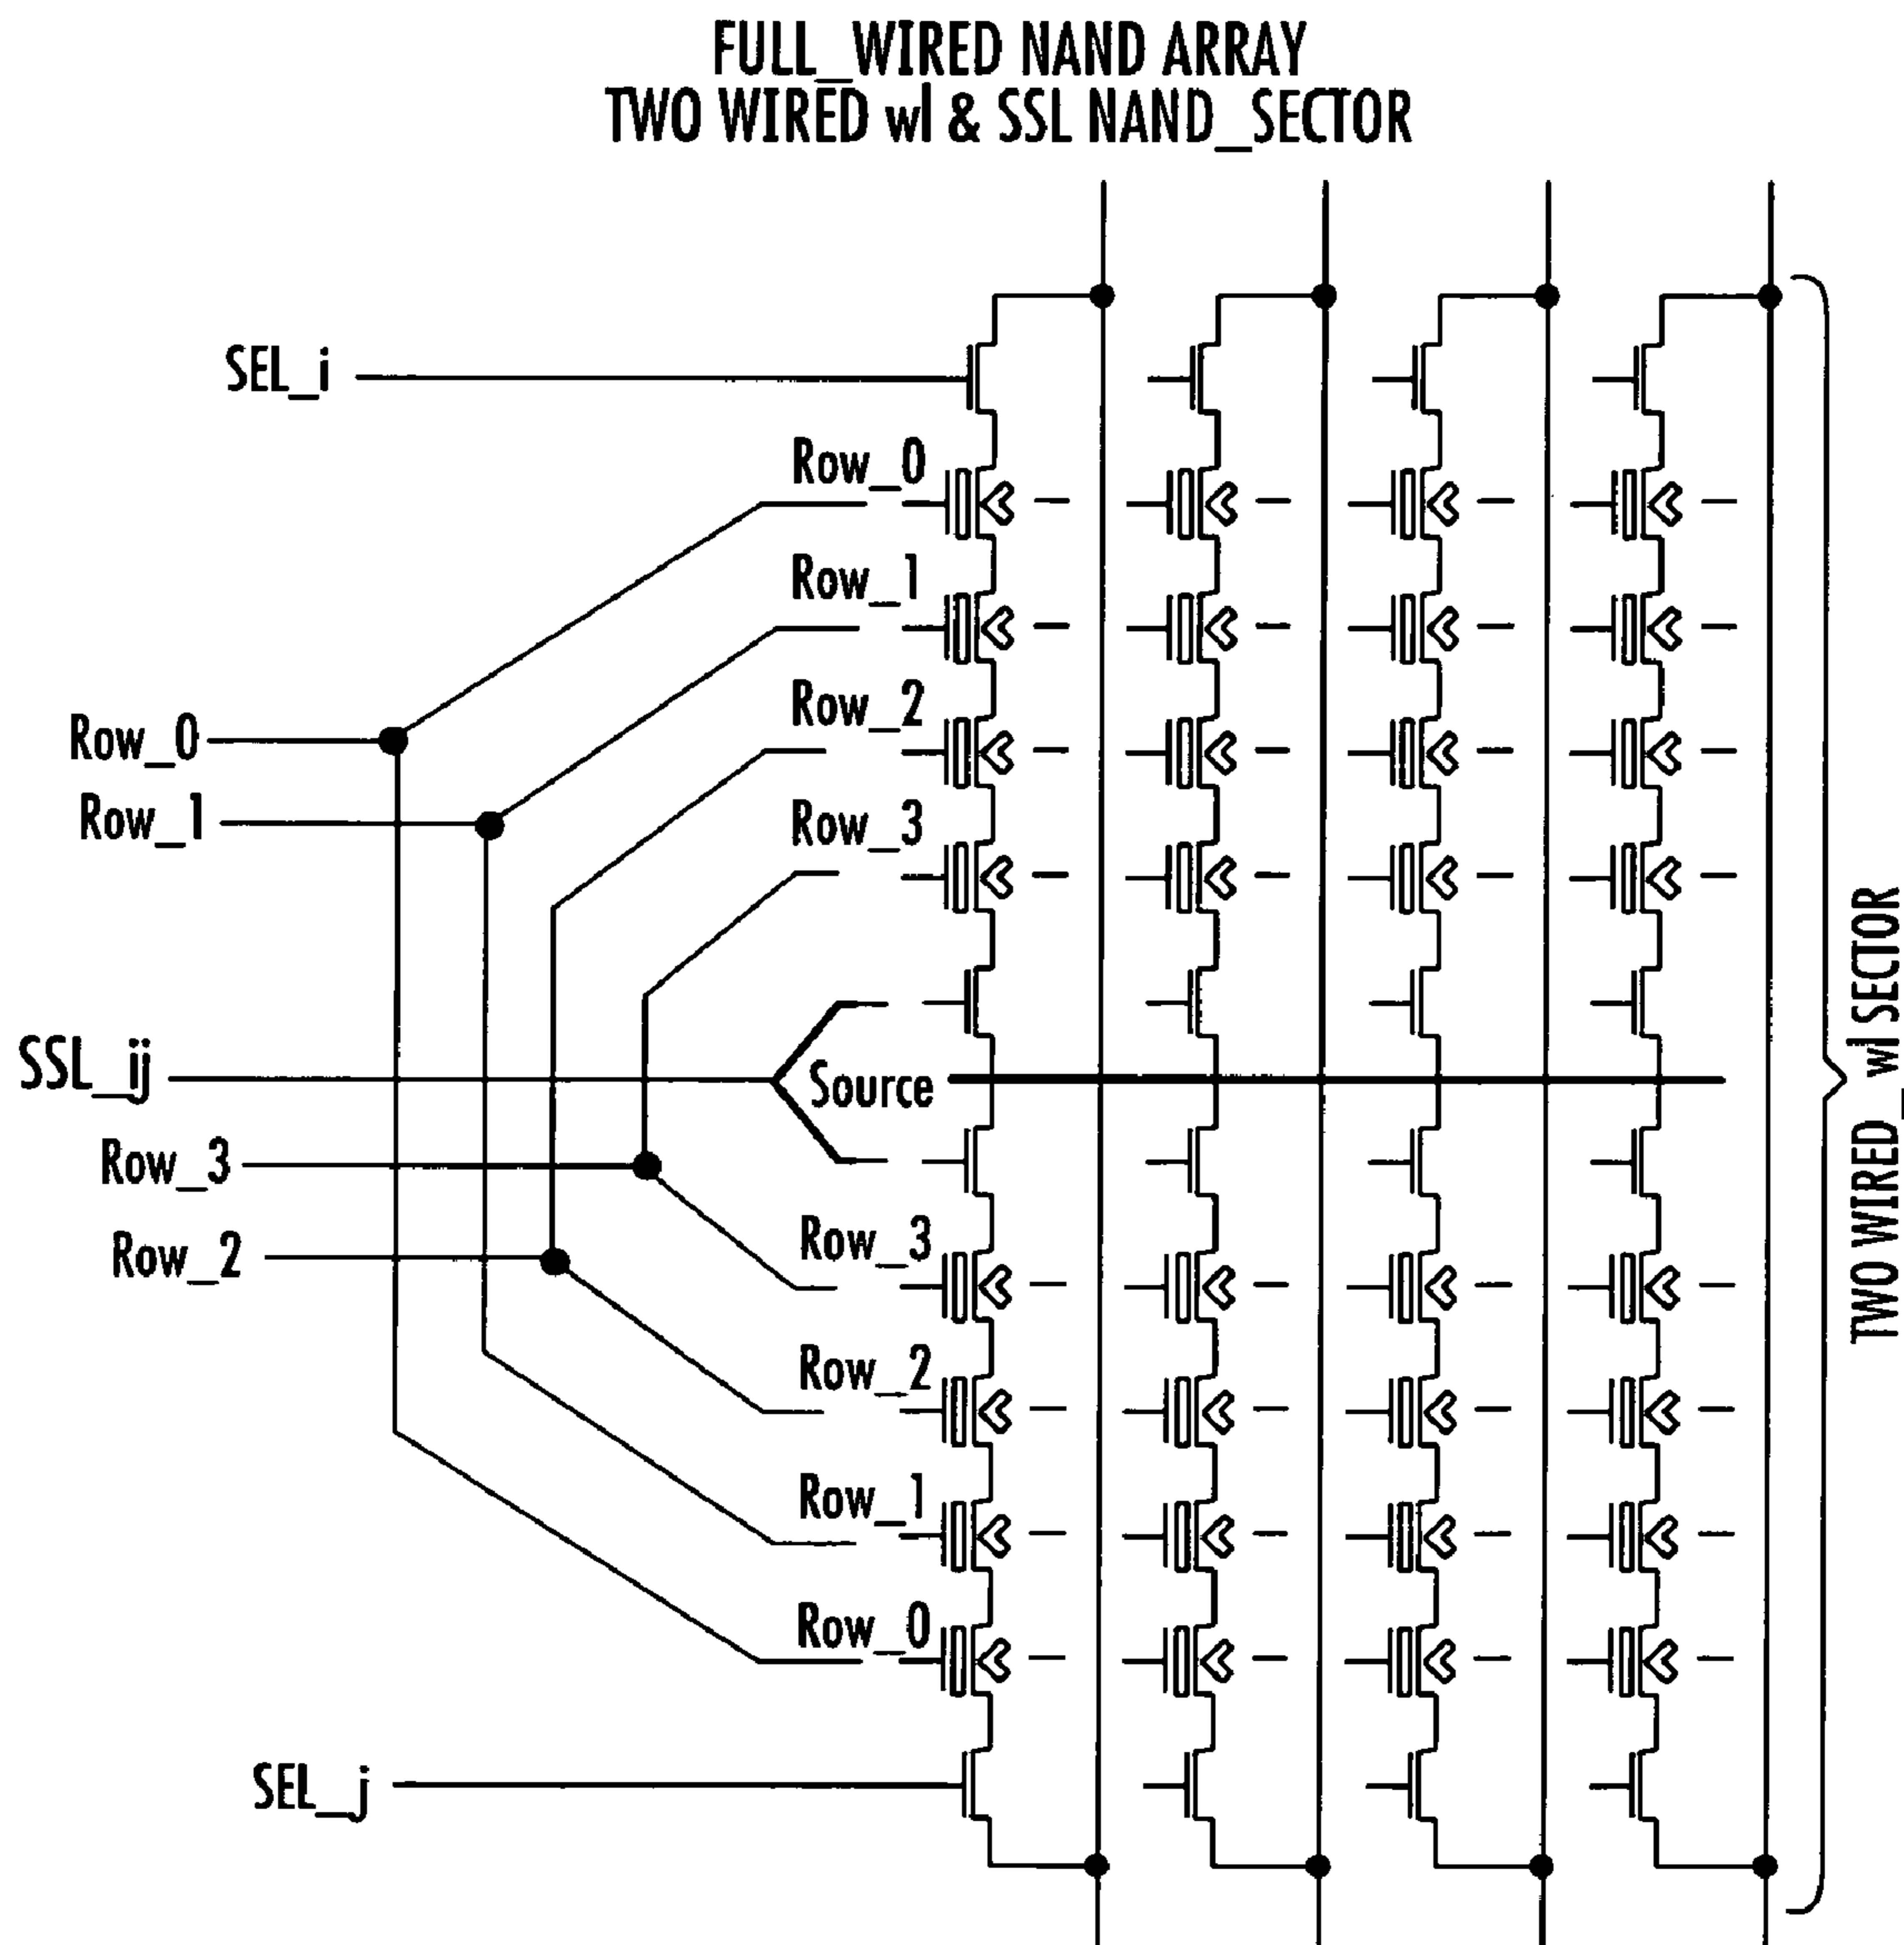 FULL_WIRED NAND ARRAY
TWO WIRED wl & SSL NAND_SECTOR
SEL_i
Row_0
Row_1
Row_2
Row_0
Row_1
Row_3
SSL_ij
Source
Row_3
Row_2
Row_3
Row_2
Row_1
Row_0
SEL_j
TWO WIRED_wl SECTOR